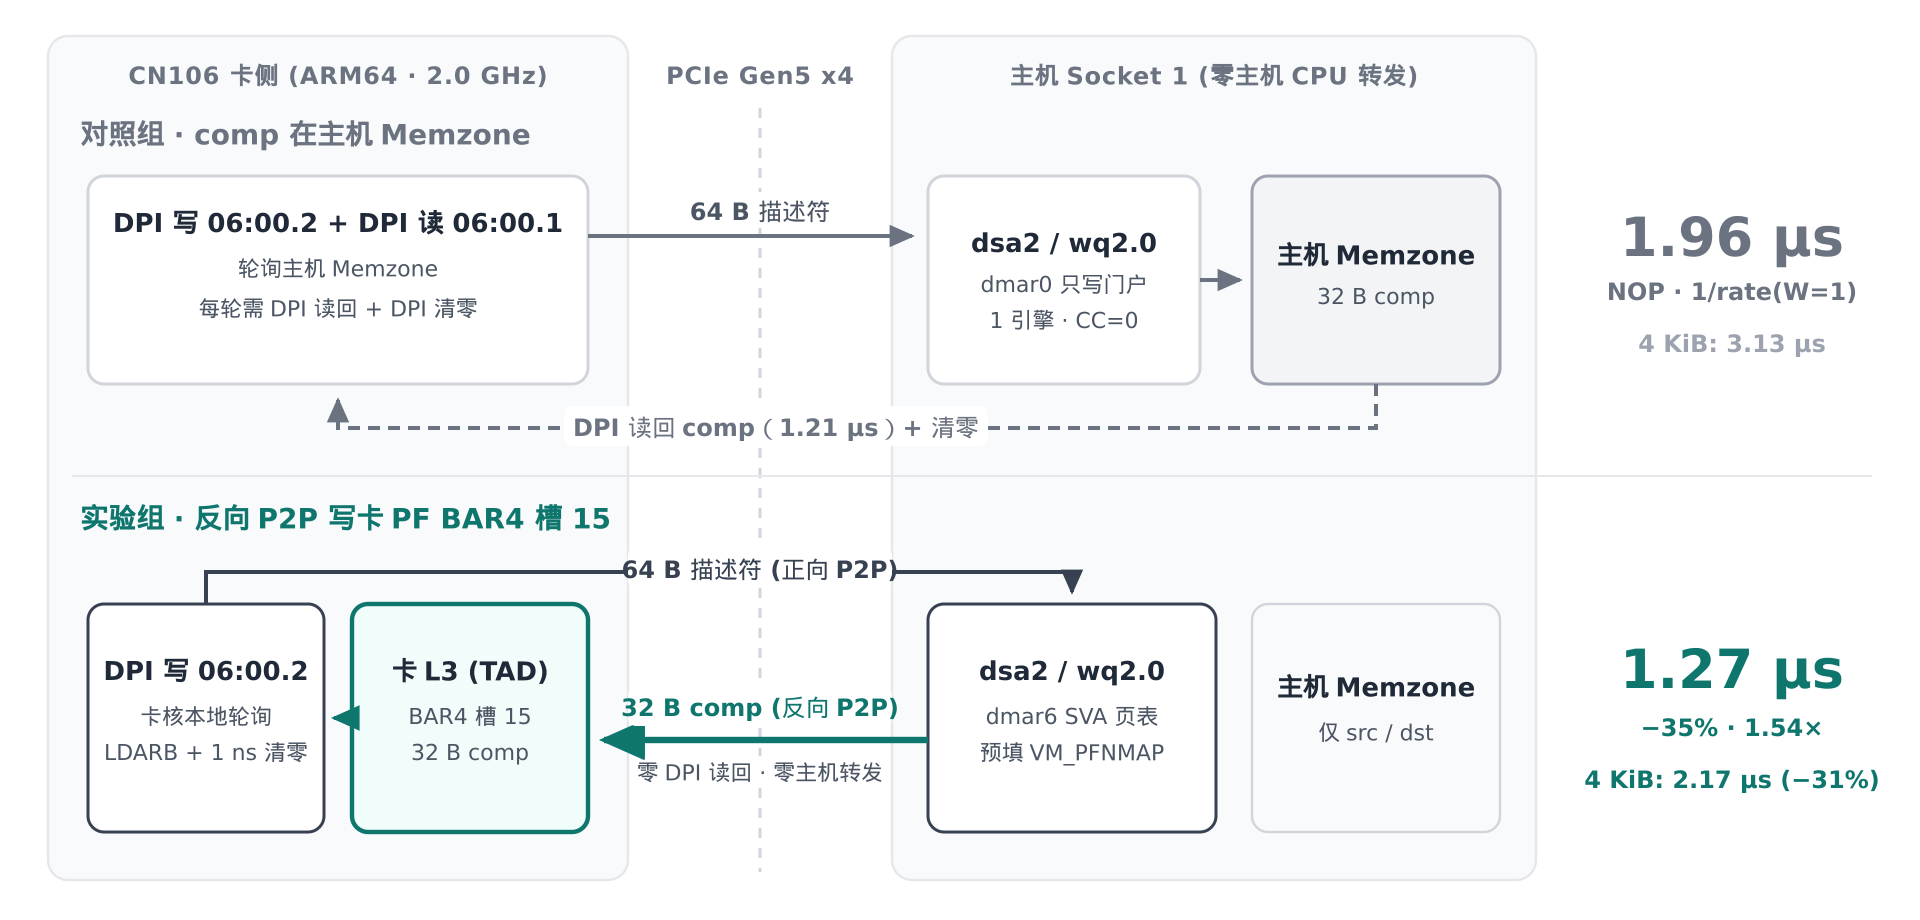 CN106 卡侧 (ARM64 · 2.0 GHz)
PCIe Gen5 x4
主机 Socket 1 (零主机 CPU 转发)
对照组 · comp 在主机 Memzone
DPI 写 06:00.2 + DPI 读 06:00.1
轮询主机 Memzone
每轮需 DPI 读回 + DPI 清零
64 B 描述符
dsa2 / wq2.0
dmar0 只写门户
1 引擎 · CC=0
主机 Memzone
32 B comp
1.96 µs
NOP · 1/rate(W=1)
4 KiB: 3.13 µs
DPI 读回 comp（1.21 µs）+ 清零
实验组 · 反向 P2P 写卡 PF BAR4 槽 15
64 B 描述符 (正向 P2P)
DPI 写 06:00.2
卡核本地轮询
LDARB + 1 ns 清零
卡 L3 (TAD)
BAR4 槽 15
32 B comp
32 B comp (反向 P2P)
零 DPI 读回 · 零主机转发
dsa2 / wq2.0
dmar6 SVA 页表
预填 VM_PFNMAP
主机 Memzone
仅 src / dst
1.27 µs
−35% · 1.54×
4 KiB: 2.17 µs (−31%)